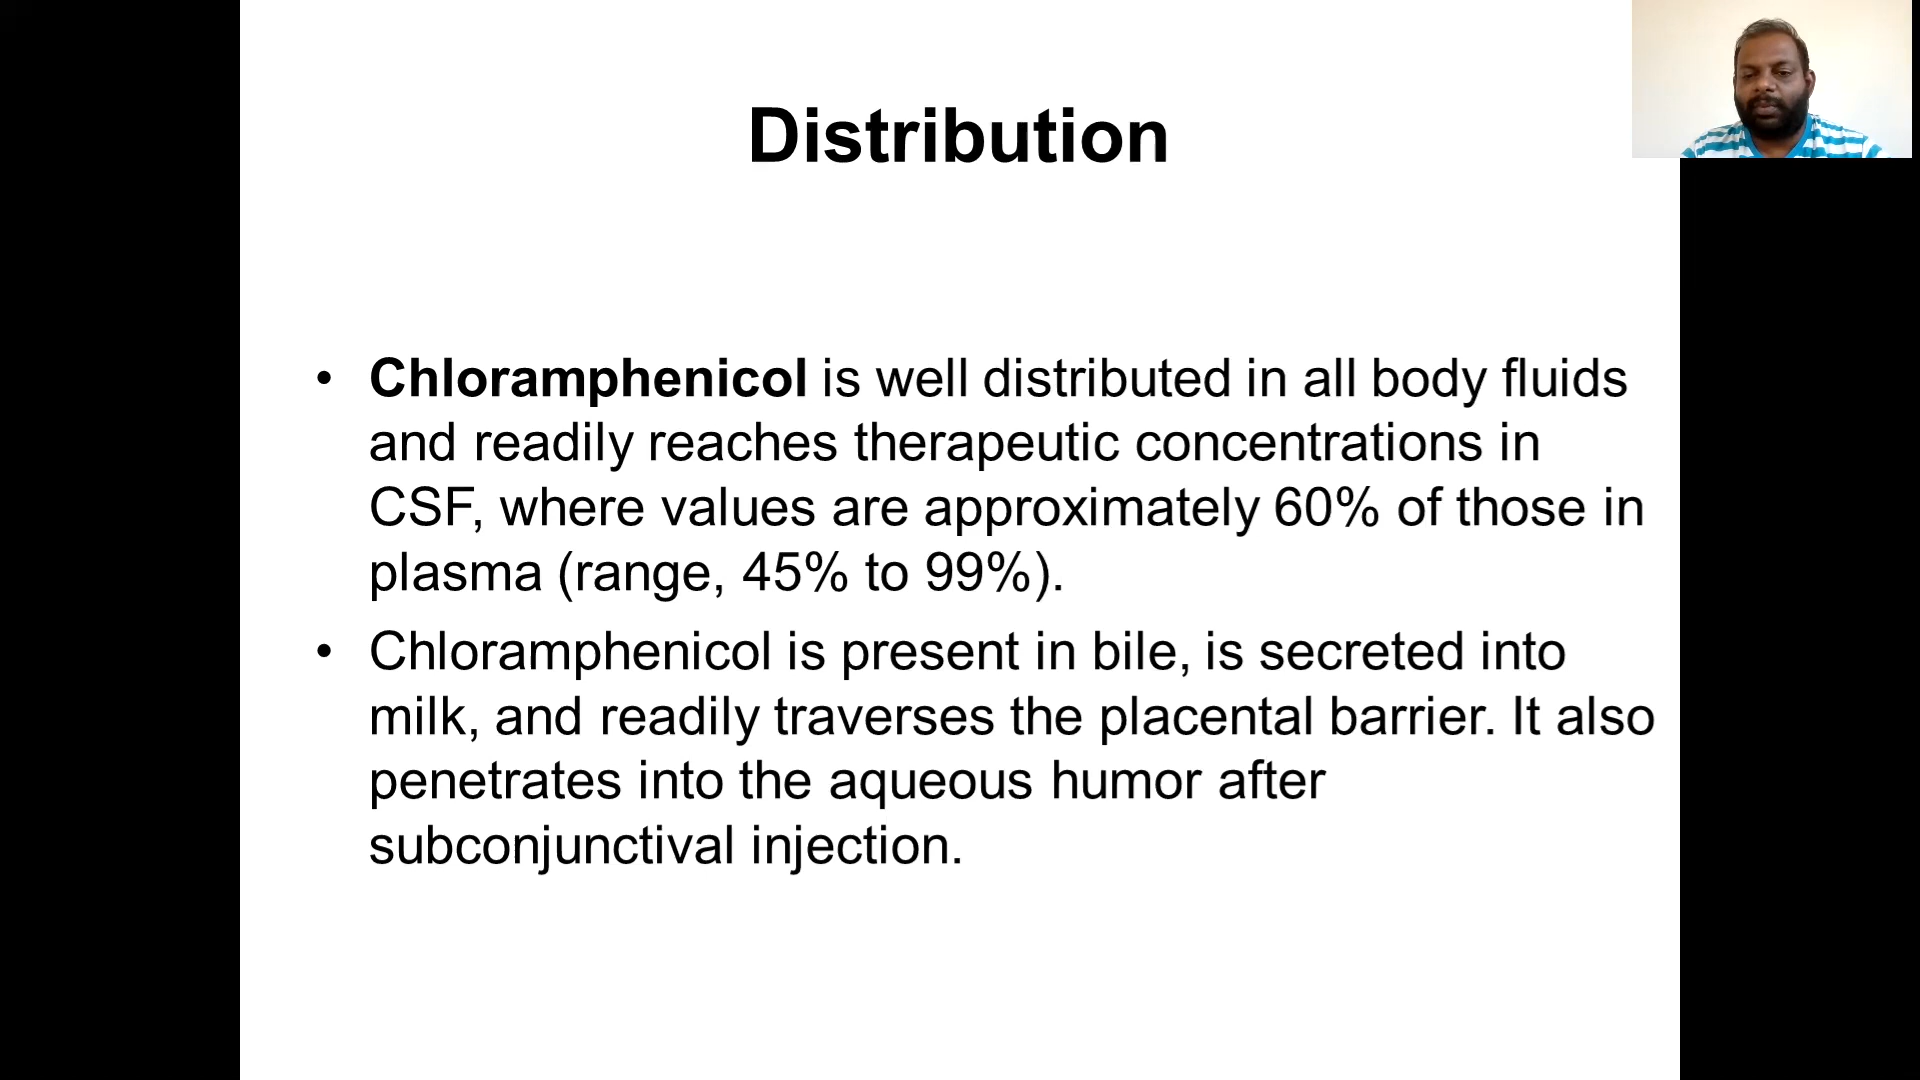 Distribution
• Chloramphenicol is well distributed in all body fluids
and readily reaches therapeutic concentrations in
CSF, where values are approximately 60% of those in
plasma (range, 45% to 99%).
• Chloramphenicol is present in bile, is secreted into
milk, and readily traverses the placental barrier. It also
penetrates into the aqueous humor after
subconjunctival injection.